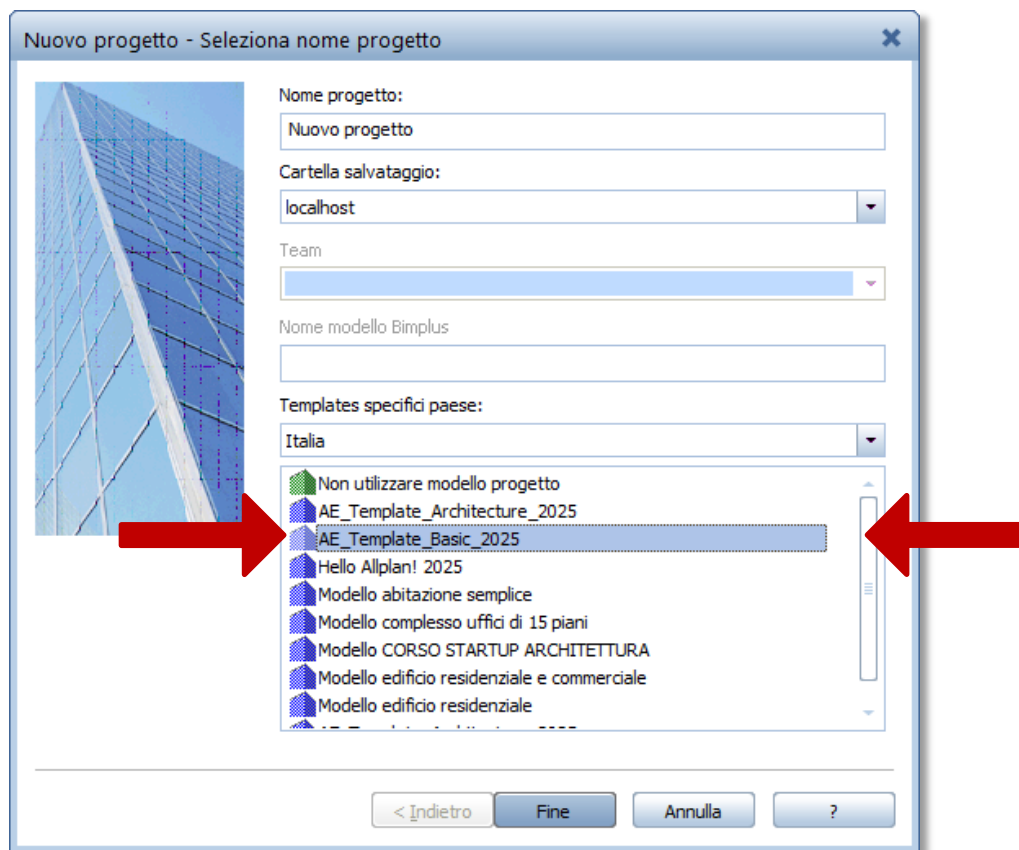 Nuovo progetto - Seleziona nome progetto
Nome progetto:
Nuovo progetto
Cartella salvataggio:
localhost
Team
Nome modello Bimplus
Templates specifici paese:
Italia
Non utilizzare modello progetto
AE_Template_Architecture_2025
AE_Template_Basic_2025
Hello Allplan! 2025
Modello abitazione semplice
Modello complesso uffici di 15 piani
Modello CORSO STARTUP ARCHITETTURA
Modello edificio residenziale e commerciale
Modello edificio residenziale
< Indietro
Fine
Annulla
?